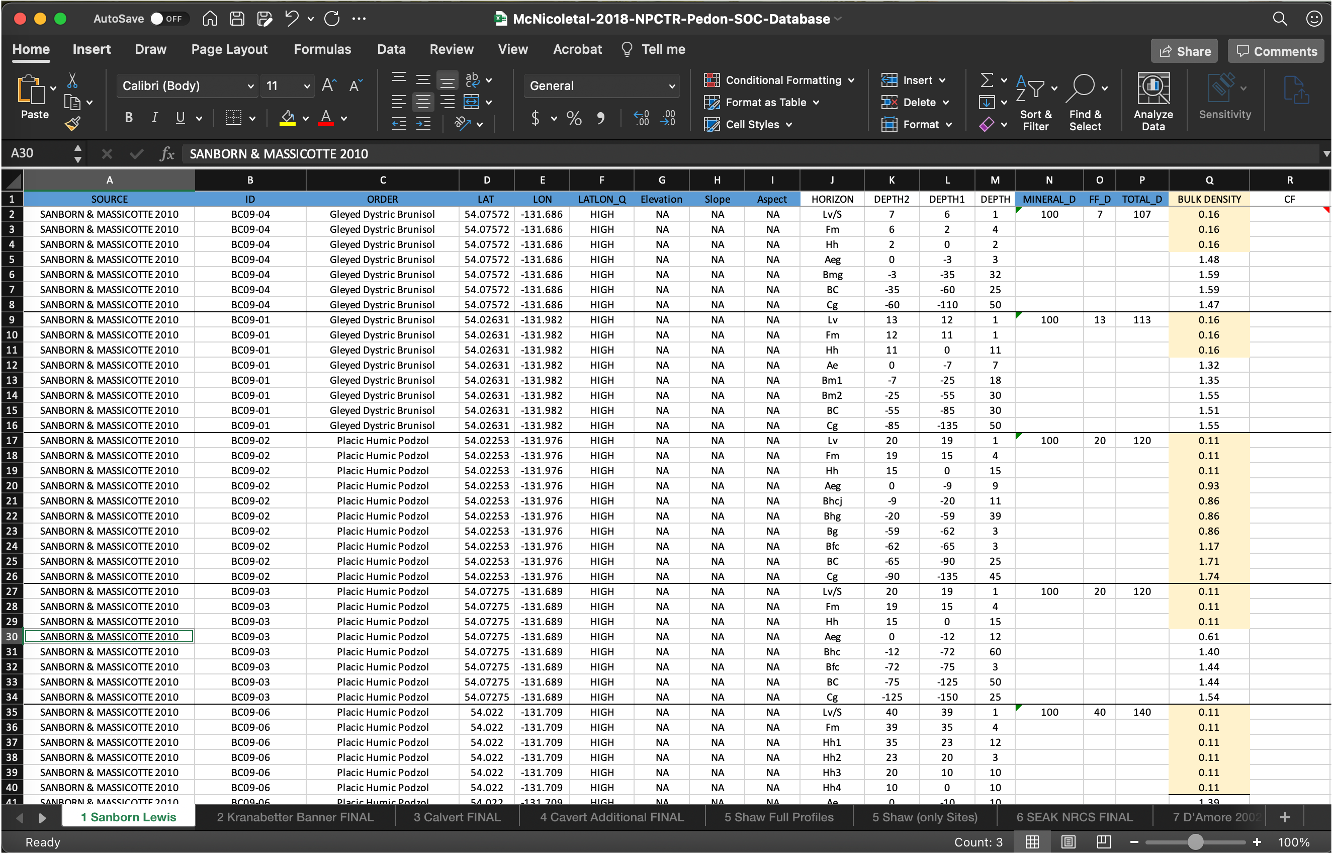 AutoSave OFF McNicoletal-2018-NPCTR-Pedon-SOC-Database
Home Insert Draw Page Layout Formulas Data Review View Acrobat Tell me Share Comments
Paste Calibri (Body) 11 General Conditional Formatting Format as Table Cell Styles Insert Delete Format Sort & Filter Find & Select Analyze Data Sensitivity
A30 fx SANBORN & MASSICOTTE 2010
A B C D E F G H I J K L M N O P Q R
1 SOURCE ID ORDER LAT LON LATLON_Q Elevation Slope Aspect HORIZON DEPTH2 DEPTH1 DEPTH MINERAL_D FF_D TOTAL_D BULK DENSITY CF
2 SANBORN & MASSICOTTE 2010 BC09-04 Gleyed Dystric Brunisol 54.07572 -131.686 HIGH NA NA NA Lv/S 7 6 1 100 7 107 0.16
3 SANBORN & MASSICOTTE 2010 BC09-04 Gleyed Dystric Brunisol 54.07572 -131.686 HIGH NA NA NA Fm 6 2 4 0.16
4 SANBORN & MASSICOTTE 2010 BC09-04 Gleyed Dystric Brunisol 54.07572 -131.686 HIGH NA NA NA Hh 2 0 2 0.16
5 SANBORN & MASSICOTTE 2010 BC09-04 Gleyed Dystric Brunisol 54.07572 -131.686 HIGH NA NA NA Aeg 0 -3 3 1.48
6 SANBORN & MASSICOTTE 2010 BC09-04 Gleyed Dystric Brunisol 54.07572 -131.686 HIGH NA NA NA Bmg -3 -35 32 1.59
7 SANBORN & MASSICOTTE 2010 BC09-04 Gleyed Dystric Brunisol 54.07572 -131.686 HIGH NA NA NA BC -35 -60 25 1.59
8 SANBORN & MASSICOTTE 2010 BC09-04 Gleyed Dystric Brunisol 54.07572 -131.686 HIGH NA NA NA Cg -60 -110 50 1.47
9 SANBORN & MASSICOTTE 2010 BC09-01 Gleyed Dystric Brunisol 54.02631 -131.982 HIGH NA NA NA Lv 13 12 1 100 13 113 0.16
10 SANBORN & MASSICOTTE 2010 BC09-01 Gleyed Dystric Brunisol 54.02631 -131.982 HIGH NA NA NA Fm 12 11 1 0.16
11 SANBORN & MASSICOTTE 2010 BC09-01 Gleyed Dystric Brunisol 54.02631 -131.982 HIGH NA NA NA Hh 11 0 11 0.16
12 SANBORN & MASSICOTTE 2010 BC09-01 Gleyed Dystric Brunisol 54.02631 -131.982 HIGH NA NA NA Ae 0 -7 7 1.32
13 SANBORN & MASSICOTTE 2010 BC09-01 Gleyed Dystric Brunisol 54.02631 -131.982 HIGH NA NA NA Bm1 -7 -25 18 1.35
14 SANBORN & MASSICOTTE 2010 BC09-01 Gleyed Dystric Brunisol 54.02631 -131.982 HIGH NA NA NA Bm2 -25 -55 30 1.55
15 SANBORN & MASSICOTTE 2010 BC09-01 Gleyed Dystric Brunisol 54.02631 -131.982 HIGH NA NA NA BC -55 -85 30 1.51
16 SANBORN & MASSICOTTE 2010 BC09-01 Gleyed Dystric Brunisol 54.02631 -131.982 HIGH NA NA NA Cg -85 -135 50 1.55
17 SANBORN & MASSICOTTE 2010 BC09-02 Placic Humic Podzol 54.02253 -131.976 HIGH NA NA NA Lv 20 19 1 100 20 120 0.11
18 SANBORN & MASSICOTTE 2010 BC09-02 Placic Humic Podzol 54.02253 -131.976 HIGH NA NA NA Fm 19 15 4 0.11
19 SANBORN & MASSICOTTE 2010 BC09-02 Placic Humic Podzol 54.02253 -131.976 HIGH NA NA NA Hh 15 0 15 0.11
20 SANBORN & MASSICOTTE 2010 BC09-02 Placic Humic Podzol 54.02253 -131.976 HIGH NA NA NA Aeg 0 -9 9 0.93
21 SANBORN & MASSICOTTE 2010 BC09-02 Placic Humic Podzol 54.02253 -131.976 HIGH NA NA NA Bhcj -9 -20 11 0.86
22 SANBORN & MASSICOTTE 2010 BC09-02 Placic Humic Podzol 54.02253 -131.976 HIGH NA NA NA Bhg -20 -59 39 0.86
23 SANBORN & MASSICOTTE 2010 BC09-02 Placic Humic Podzol 54.02253 -131.976 HIGH NA NA NA Bg -59 -62 3 0.86
24 SANBORN & MASSICOTTE 2010 BC09-02 Placic Humic Podzol 54.02253 -131.976 HIGH NA NA NA Bfc -62 -65 3 1.17
25 SANBORN & MASSICOTTE 2010 BC09-02 Placic Humic Podzol 54.02253 -131.976 HIGH NA NA NA BC -65 -90 25 1.71
26 SANBORN & MASSICOTTE 2010 BC09-02 Placic Humic Podzol 54.02253 -131.976 HIGH NA NA NA Cg -90 -135 45 1.74
27 SANBORN & MASSICOTTE 2010 BC09-03 Placic Humic Podzol 54.07275 -131.689 HIGH NA NA NA Lv/S 20 19 1 100 20 120 0.11
28 SANBORN & MASSICOTTE 2010 BC09-03 Placic Humic Podzol 54.07275 -131.689 HIGH NA NA NA Fm 19 15 4 0.11
29 SANBORN & MASSICOTTE 2010 BC09-03 Placic Humic Podzol 54.07275 -131.689 HIGH NA NA NA Hh 15 0 15 0.11
30 SANBORN & MASSICOTTE 2010 BC09-03 Placic Humic Podzol 54.07275 -131.689 HIGH NA NA NA Aeg 0 -12 12 0.61
31 SANBORN & MASSICOTTE 2010 BC09-03 Placic Humic Podzol 54.07275 -131.689 HIGH NA NA NA Bhc -12 -72 60 1.40
32 SANBORN & MASSICOTTE 2010 BC09-03 Placic Humic Podzol 54.07275 -131.689 HIGH NA NA NA Bfc -72 -75 3 1.44
33 SANBORN & MASSICOTTE 2010 BC09-03 Placic Humic Podzol 54.07275 -131.689 HIGH NA NA NA BC -75 -125 50 1.44
34 SANBORN & MASSICOTTE 2010 BC09-03 Placic Humic Podzol 54.07275 -131.689 HIGH NA NA NA Cg -125 -150 25 1.54
35 SANBORN & MASSICOTTE 2010 BC09-06 Placic Humic Podzol 54.022 -131.709 HIGH NA NA NA Lv/S 40 39 1 100 40 140 0.11
36 SANBORN & MASSICOTTE 2010 BC09-06 Placic Humic Podzol 54.022 -131.709 HIGH NA NA NA Fm 39 35 4 0.11
37 SANBORN & MASSICOTTE 2010 BC09-06 Placic Humic Podzol 54.022 -131.709 HIGH NA NA NA Hh1 35 23 12 0.11
38 SANBORN & MASSICOTTE 2010 BC09-06 Placic Humic Podzol 54.022 -131.709 HIGH NA NA NA Hh2 23 20 3 0.11
39 SANBORN & MASSICOTTE 2010 BC09-06 Placic Humic Podzol 54.022 -131.709 HIGH NA NA NA Hh3 20 10 10 0.11
40 SANBORN & MASSICOTTE 2010 BC09-06 Placic Humic Podzol 54.022 -131.709 HIGH NA NA NA Hh4 10 0 10 0.11
41 SANBORN & MASSICOTTE 2010 BC09-06 Placic Humic Podzol 54.022 -131.709 HIGH NA NA NA Ae 0 -10 10 1.39
1 Sanborn Lewis 2 Kranabetter Banner FINAL 3 Calvert FINAL 4 Cavert Additional FINAL 5 Shaw Full Profiles 5 Shaw (only Sites) 6 SEAK NRCS FINAL 7 D'Amore 2002
Ready Count: 3 100%